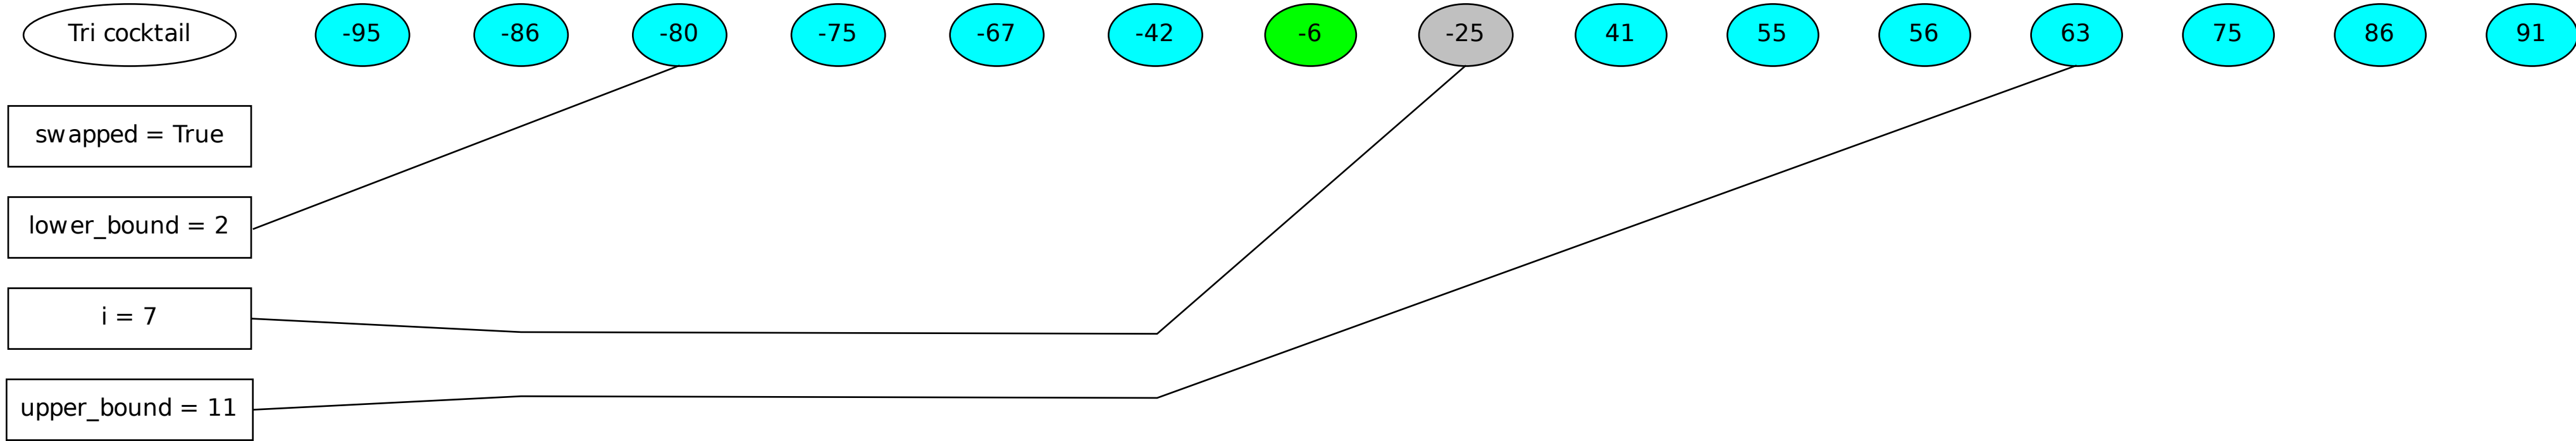 Tri cocktail -95 -86 -80 -75 -67 -42 -6 -25 41 55 56 63 75 86 91
swapped = True
lower_bound = 2
i = 7
upper_bound = 11